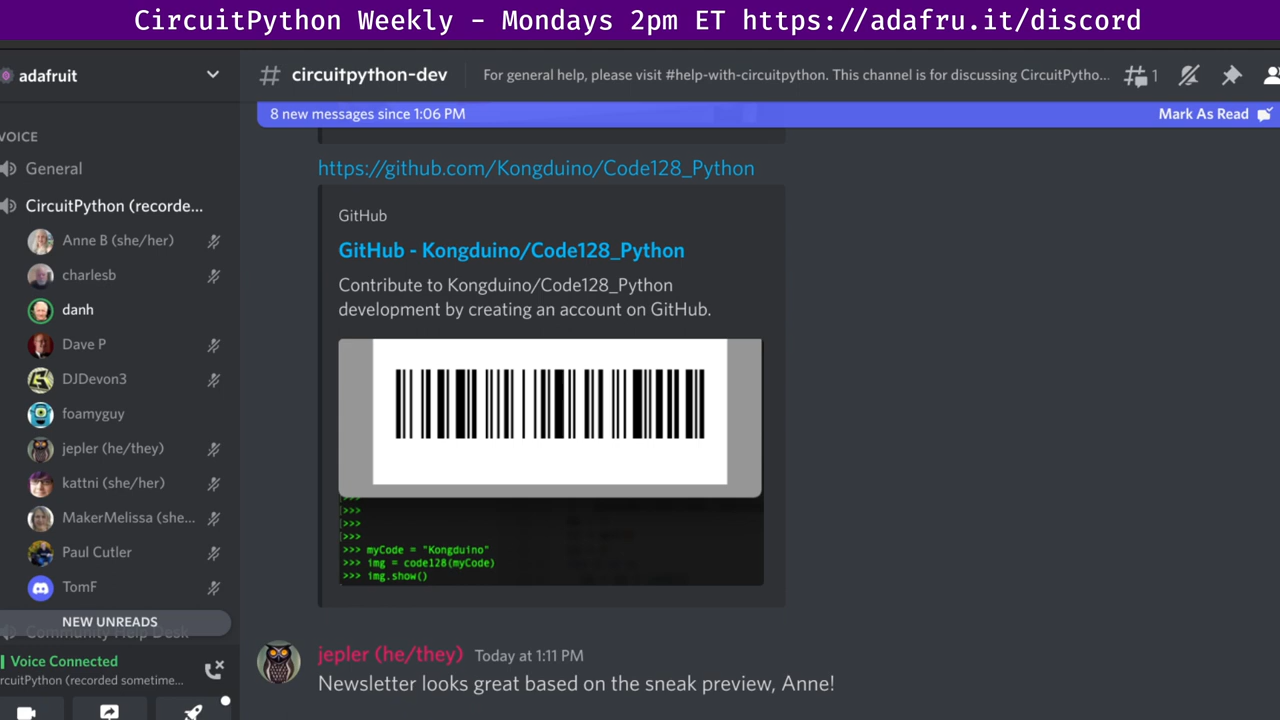 CircuitPython Weekly - Mondays 2pm ET https://adafru.it/discord
adafruit
VOICE
General
CircuitPython (recorde...
Anne B (she/her)
charlesb
danh
Dave P
DJDevon3
foamyguy
jepler (he/they)
kattni (she/her)
MakerMelissa (she...
Paul Cutler
TomF
NEW UNREADS
Community Help Desk
Voice Connected
rcuitPython (recorded sometime...
# circuitpython-dev
For general help, please visit #help-with-circuitpython. This channel is for discussing CircuitPytho...
1
8 new messages since 1:06 PM
Mark As Read
https://github.com/Kongduino/Code128_Python
GitHub
GitHub - Kongduino/Code128_Python
Contribute to Kongduino/Code128_Python
development by creating an account on GitHub.
>>>
>>>
>>>
>>>
>>> myCode = "Kongduino"
>>> img = code128(myCode)
>>> img.show()
jepler (he/they) Today at 1:11 PM
Newsletter looks great based on the sneak preview, Anne!